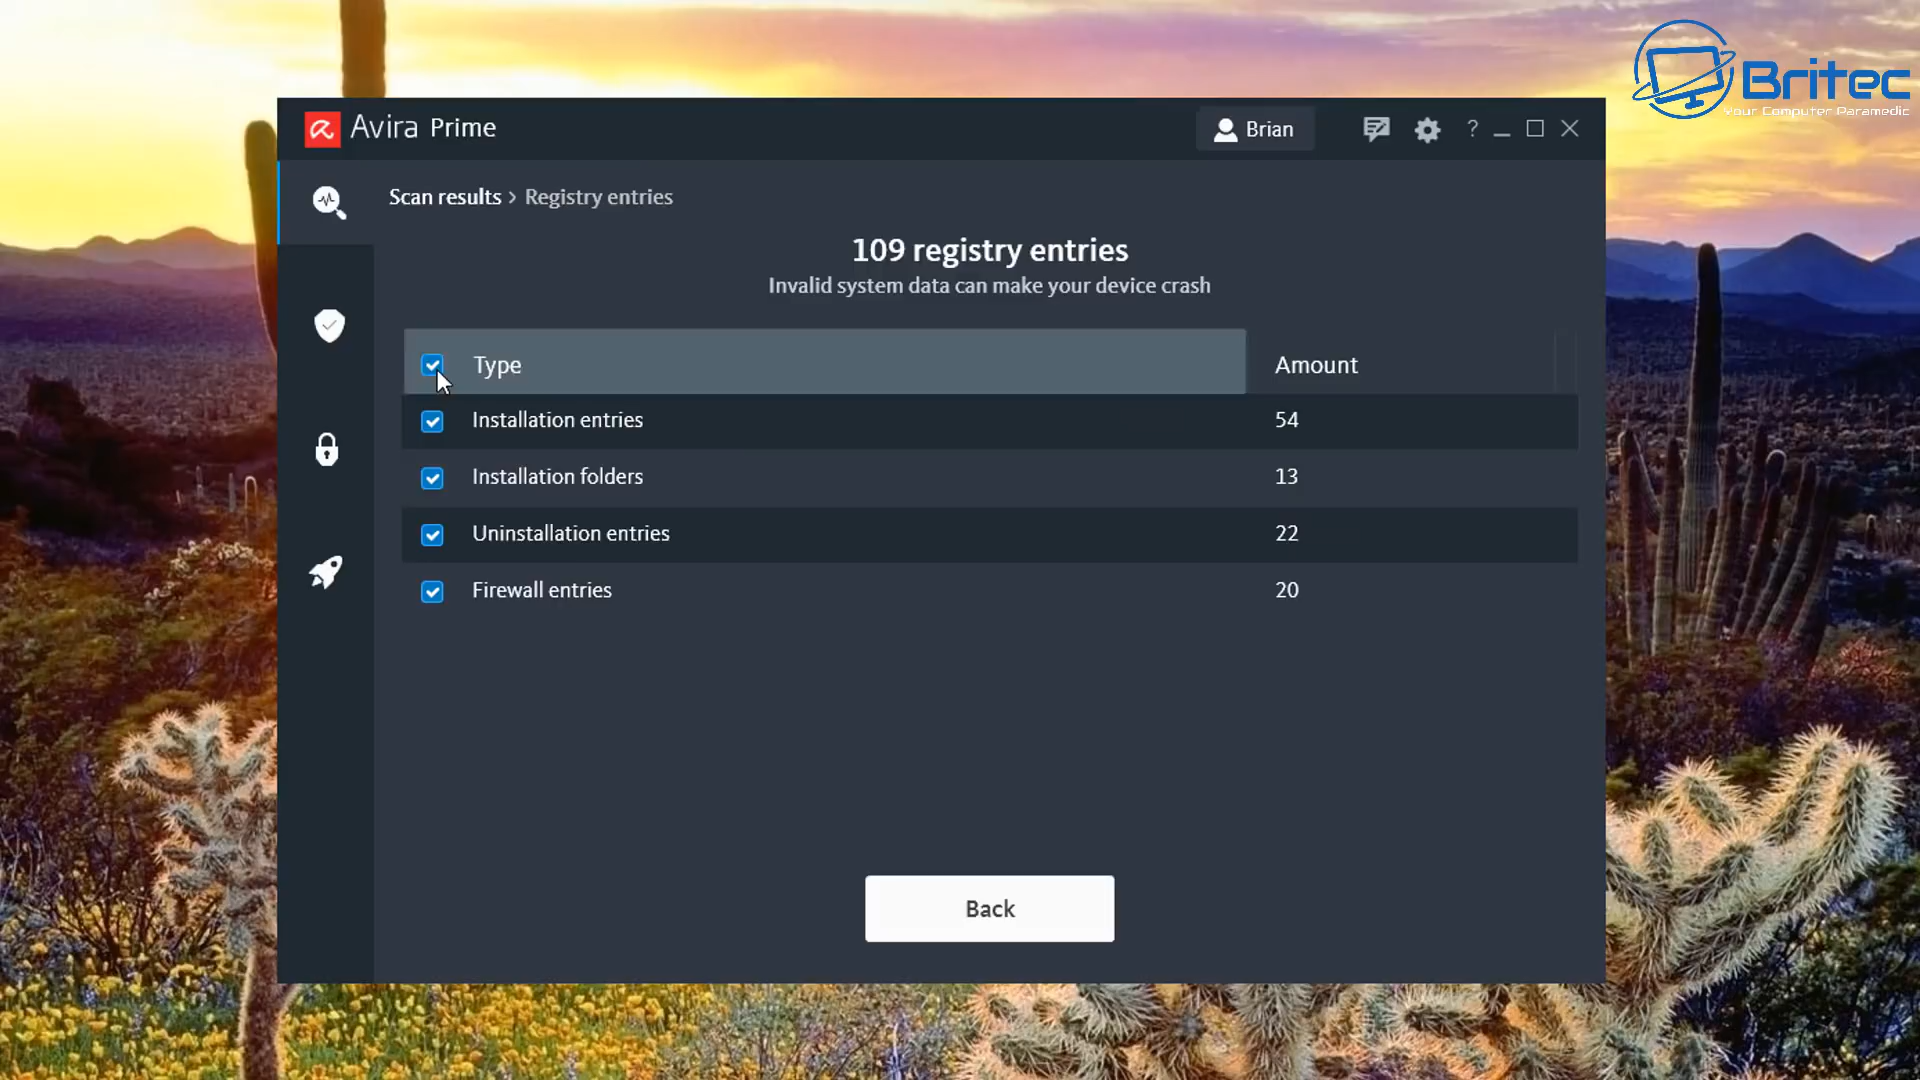 Britec
Your Computer Paramedic
Avira Prime
Brian
?
Scan results › Registry entries
109 registry entries
Invalid system data can make your device crash
Type Amount
Installation entries 54
Installation folders 13
Uninstallation entries 22
Firewall entries 20
Back